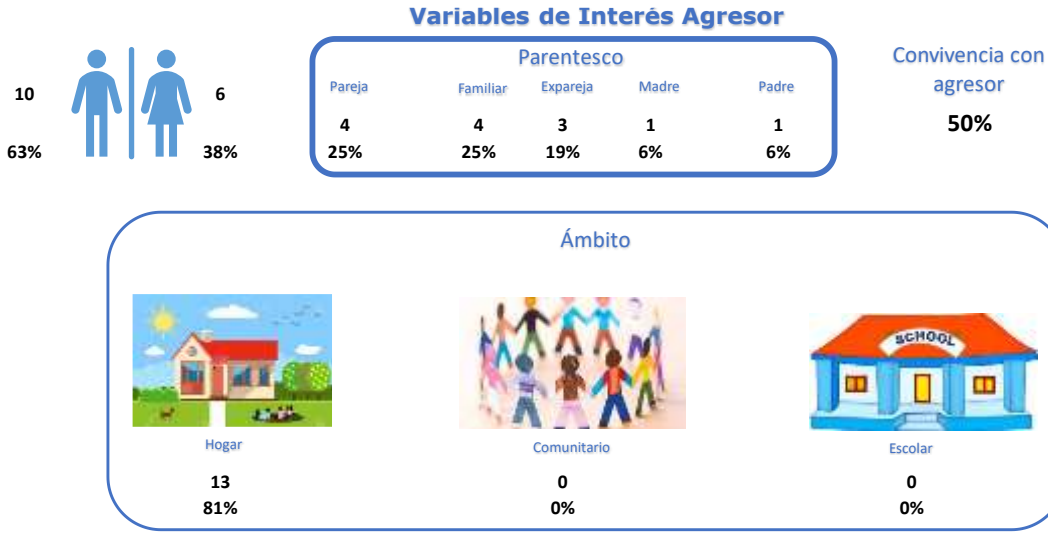 Variables de Interés Agresor
10
63%
6
38%
Parentesco
Pareja Familiar Expareja Madre Padre
4 4 3 1 1
25% 25% 19% 6% 6%
Convivencia con
agresor
50%
Ámbito
SCHOOL
Hogar Comunitario Escolar
13 0 0
81% 0% 0%